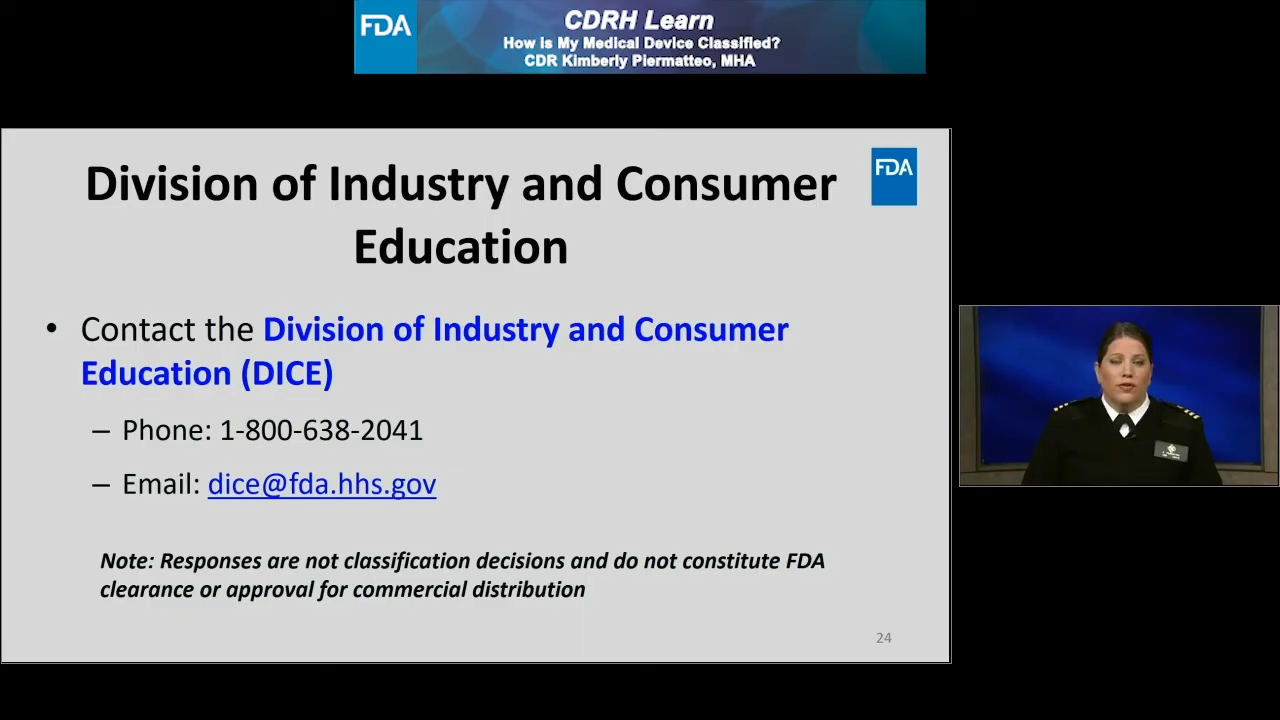 FDA
CDRH Learn
How is My Medical Device Classified?
CDR Kimberly Piermatteo, MHA
FDA
Division of Industry and Consumer
Education
• Contact the Division of Industry and Consumer
Education (DICE)
– Phone: 1-800-638-2041
– Email: dice@fda.hhs.gov
Note: Responses are not classification decisions and do not constitute FDA
clearance or approval for commercial distribution
24